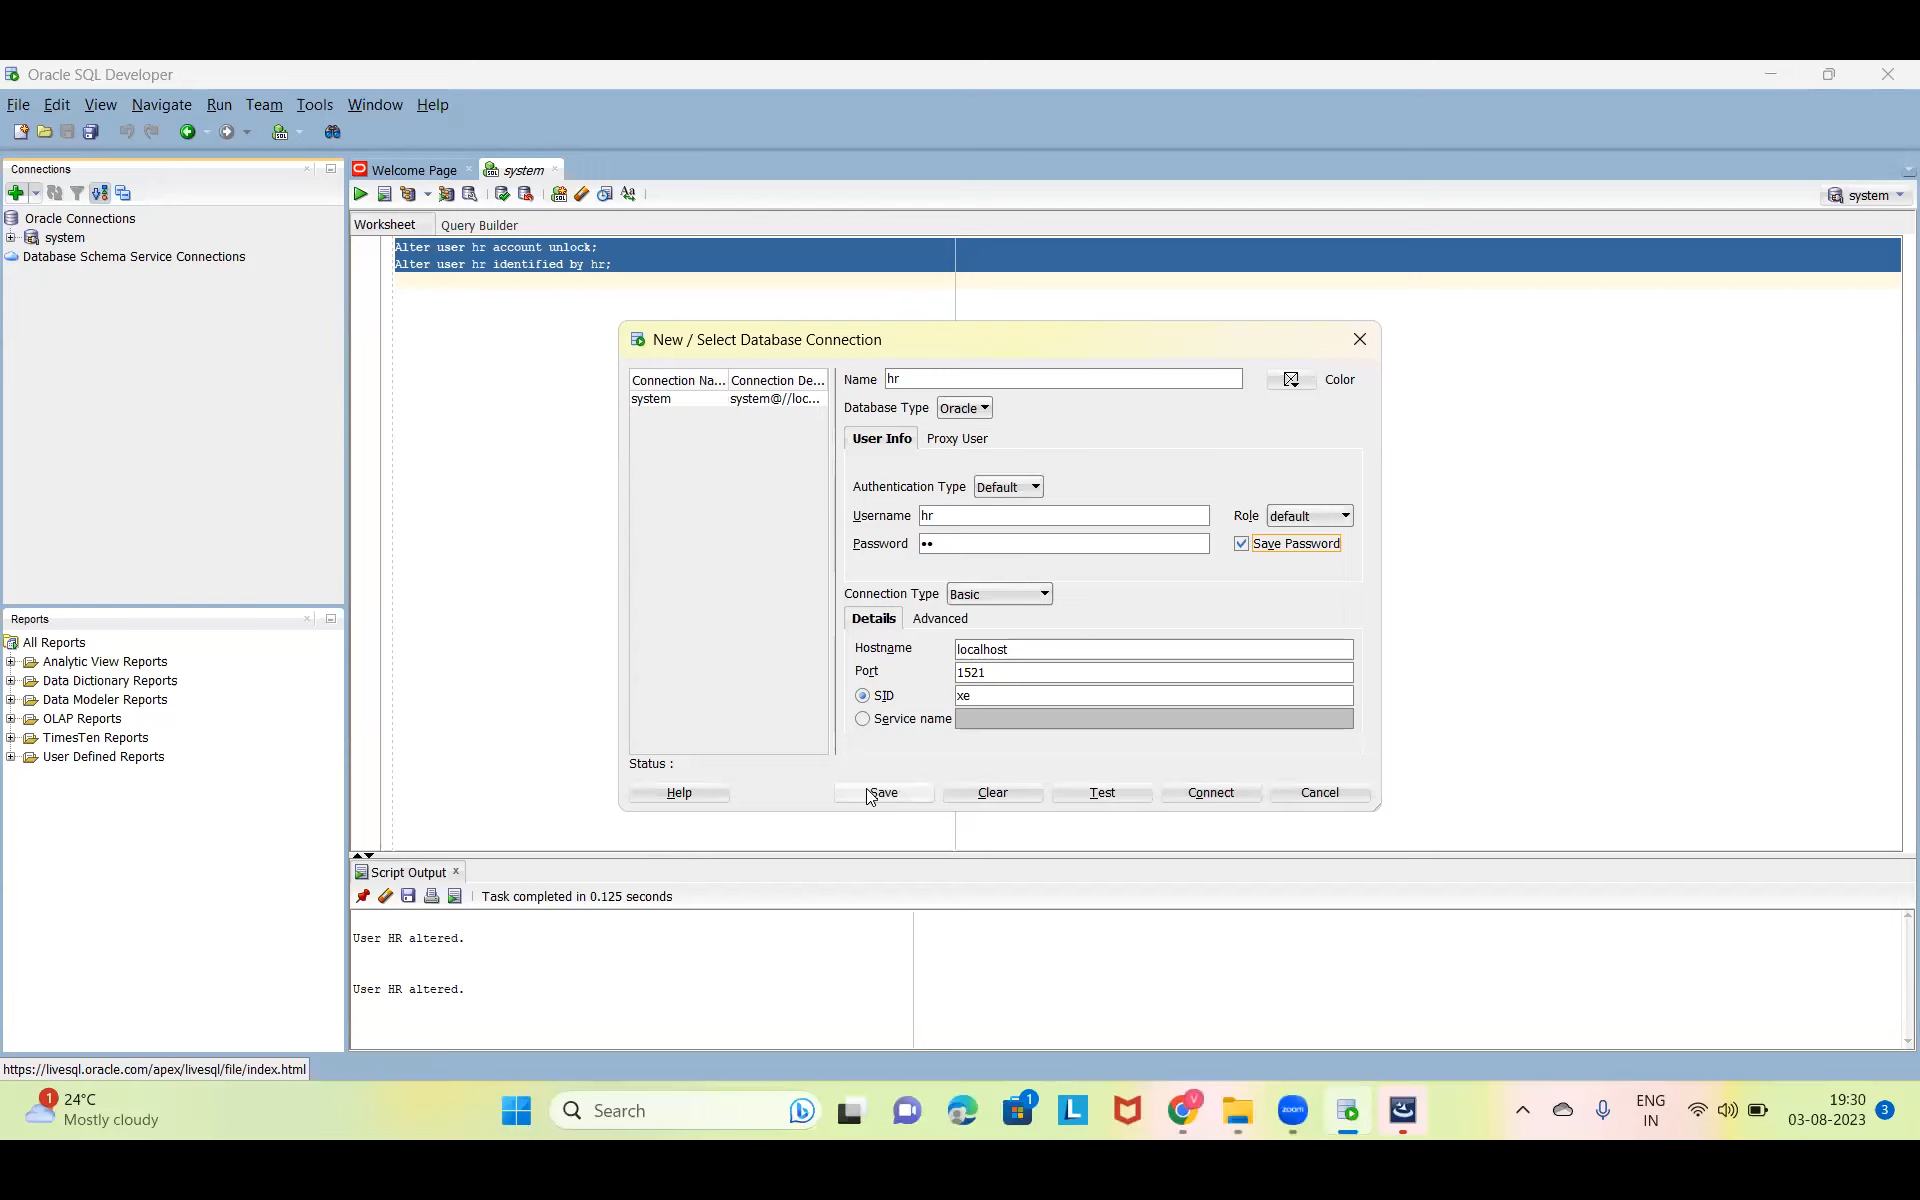 Oracle SQL Developer
File Edit View Navigate Run Team Tools Window Help
Connections
Oracle Connections
system
Database Schema Service Connections
Reports
All Reports
Analytic View Reports
Data Dictionary Reports
Data Modeler Reports
OLAP Reports
TimesTen Reports
User Defined Reports
Welcome Page system
system
Worksheet Query Builder
Alter user hr account unlock;
Alter user hr identified by hr;
New / Select Database Connection
Connection Na... Connection De...
system system@//loc...
Name hr Color
Database Type Oracle
User Info Proxy User
Authentication Type Default
Username hr Role default
Password •• Save Password
Connection Type Basic
Details Advanced
Hostname localhost
Port 1521
SID xe
Service name
Status :
Help Save Clear Test Connect Cancel
Script Output
Task completed in 0.125 seconds
User HR altered.
User HR altered.
https://livesql.oracle.com/apex/livesql/file/index.html
1 24°C
Mostly cloudy
Search
1
L
V
zoom
ENG
IN
19:30
03-08-2023
3